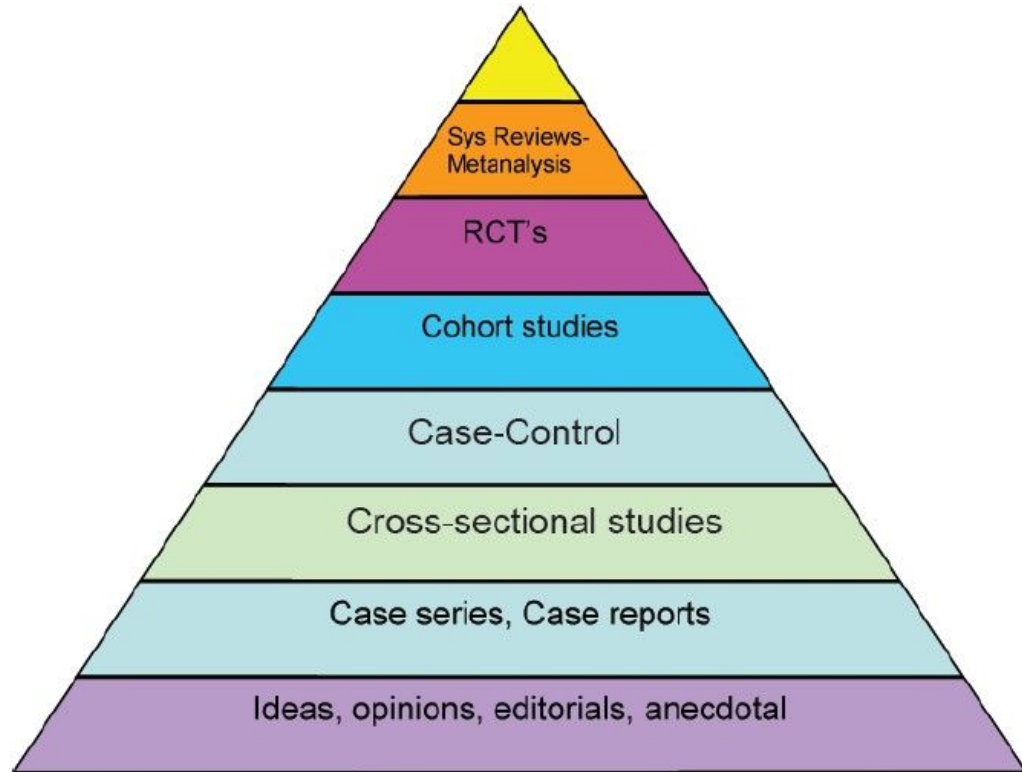 Sys Reviews-
Metanalysis
RCT's
Cohort studies
Case-Control
Cross-sectional studies
Case series, Case reports
Ideas, opinions, editorials, anecdotal